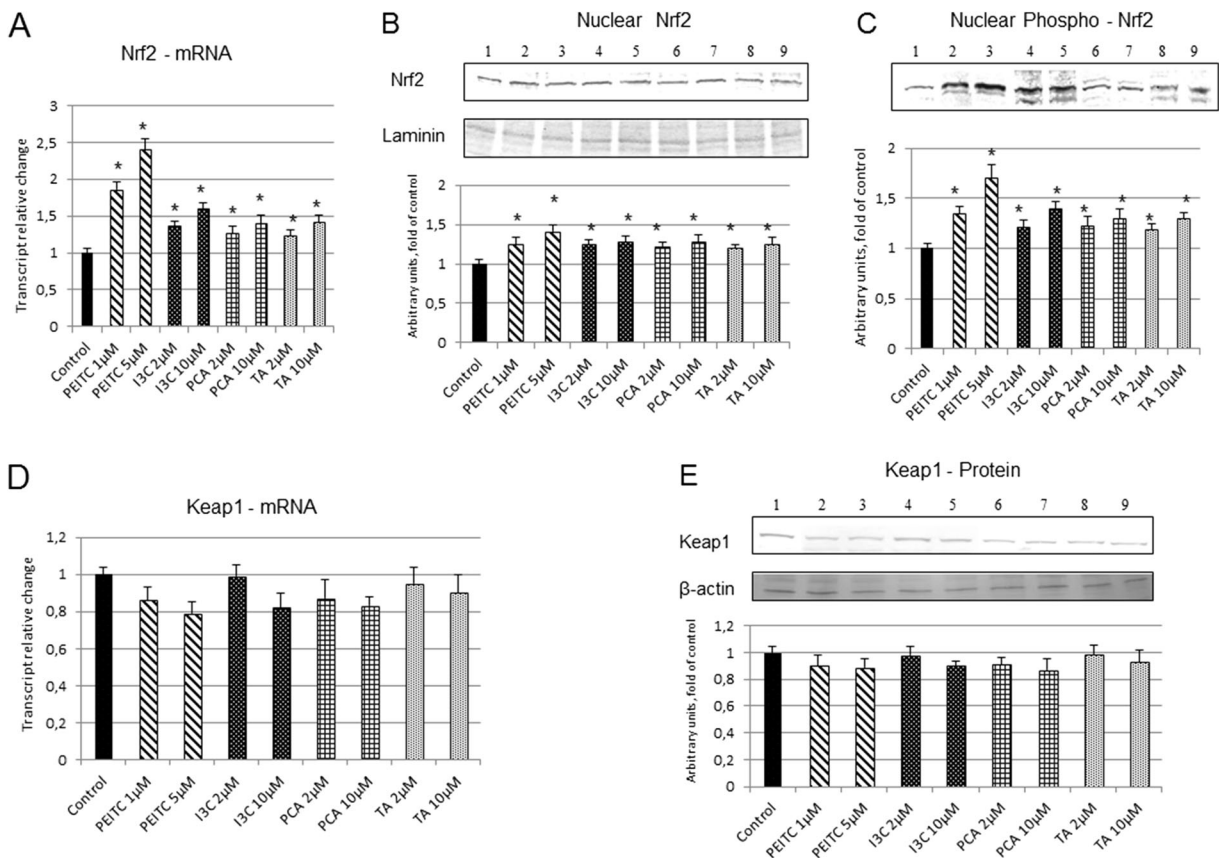 A
Nrf2 - mRNA
Transcript relative change
3
2,5
2
1,5
1
0,5
0
* * * * * * * *
Control
PEITC 1µM
PEITC 5µM
I3C 2µM
I3C 10µM
PCA 2µM
PCA 10µM
TA 2µM
TA 10µM
B
Nuclear Nrf2
1 2 3 4 5 6 7 8 9
Nrf2
Laminin
Arbitrary units, fold of control
2
1,5
1
0,5
0
* * * * * * * *
Control
PEITC 1µM
PEITC 5µM
I3C 2µM
I3C 10µM
PCA 2µM
PCA 10µM
TA 2µM
TA 10µM
C
Nuclear Phospho - Nrf2
1 2 3 4 5 6 7 8 9
Arbitrary units, fold of control
2
1,5
1
0,5
0
* * * * * * * *
Control
PEITC 1µM
PEITC 5µM
I3C 2µM
I3C 10µM
PCA 2µM
PCA 10µM
TA 2µM
TA 10µM
D
Keap1 - mRNA
Transcript relative change
1,2
1
0,8
0,6
0,4
0,2
0
Control
PEITC 1µM
PEITC 5µM
I3C 2µM
I3C 10µM
PCA 2µM
PCA 10µM
TA 2µM
TA 10µM
E
Keap1 - Protein
1 2 3 4 5 6 7 8 9
Keap1
β-actin
Arbitrary units, fold of control
1,2
1
0,8
0,6
0,4
0,2
0
Control
PEITC 1µM
PEITC 5µM
I3C 2µM
I3C 10µM
PCA 2µM
PCA 10µM
TA 2µM
TA 10µM